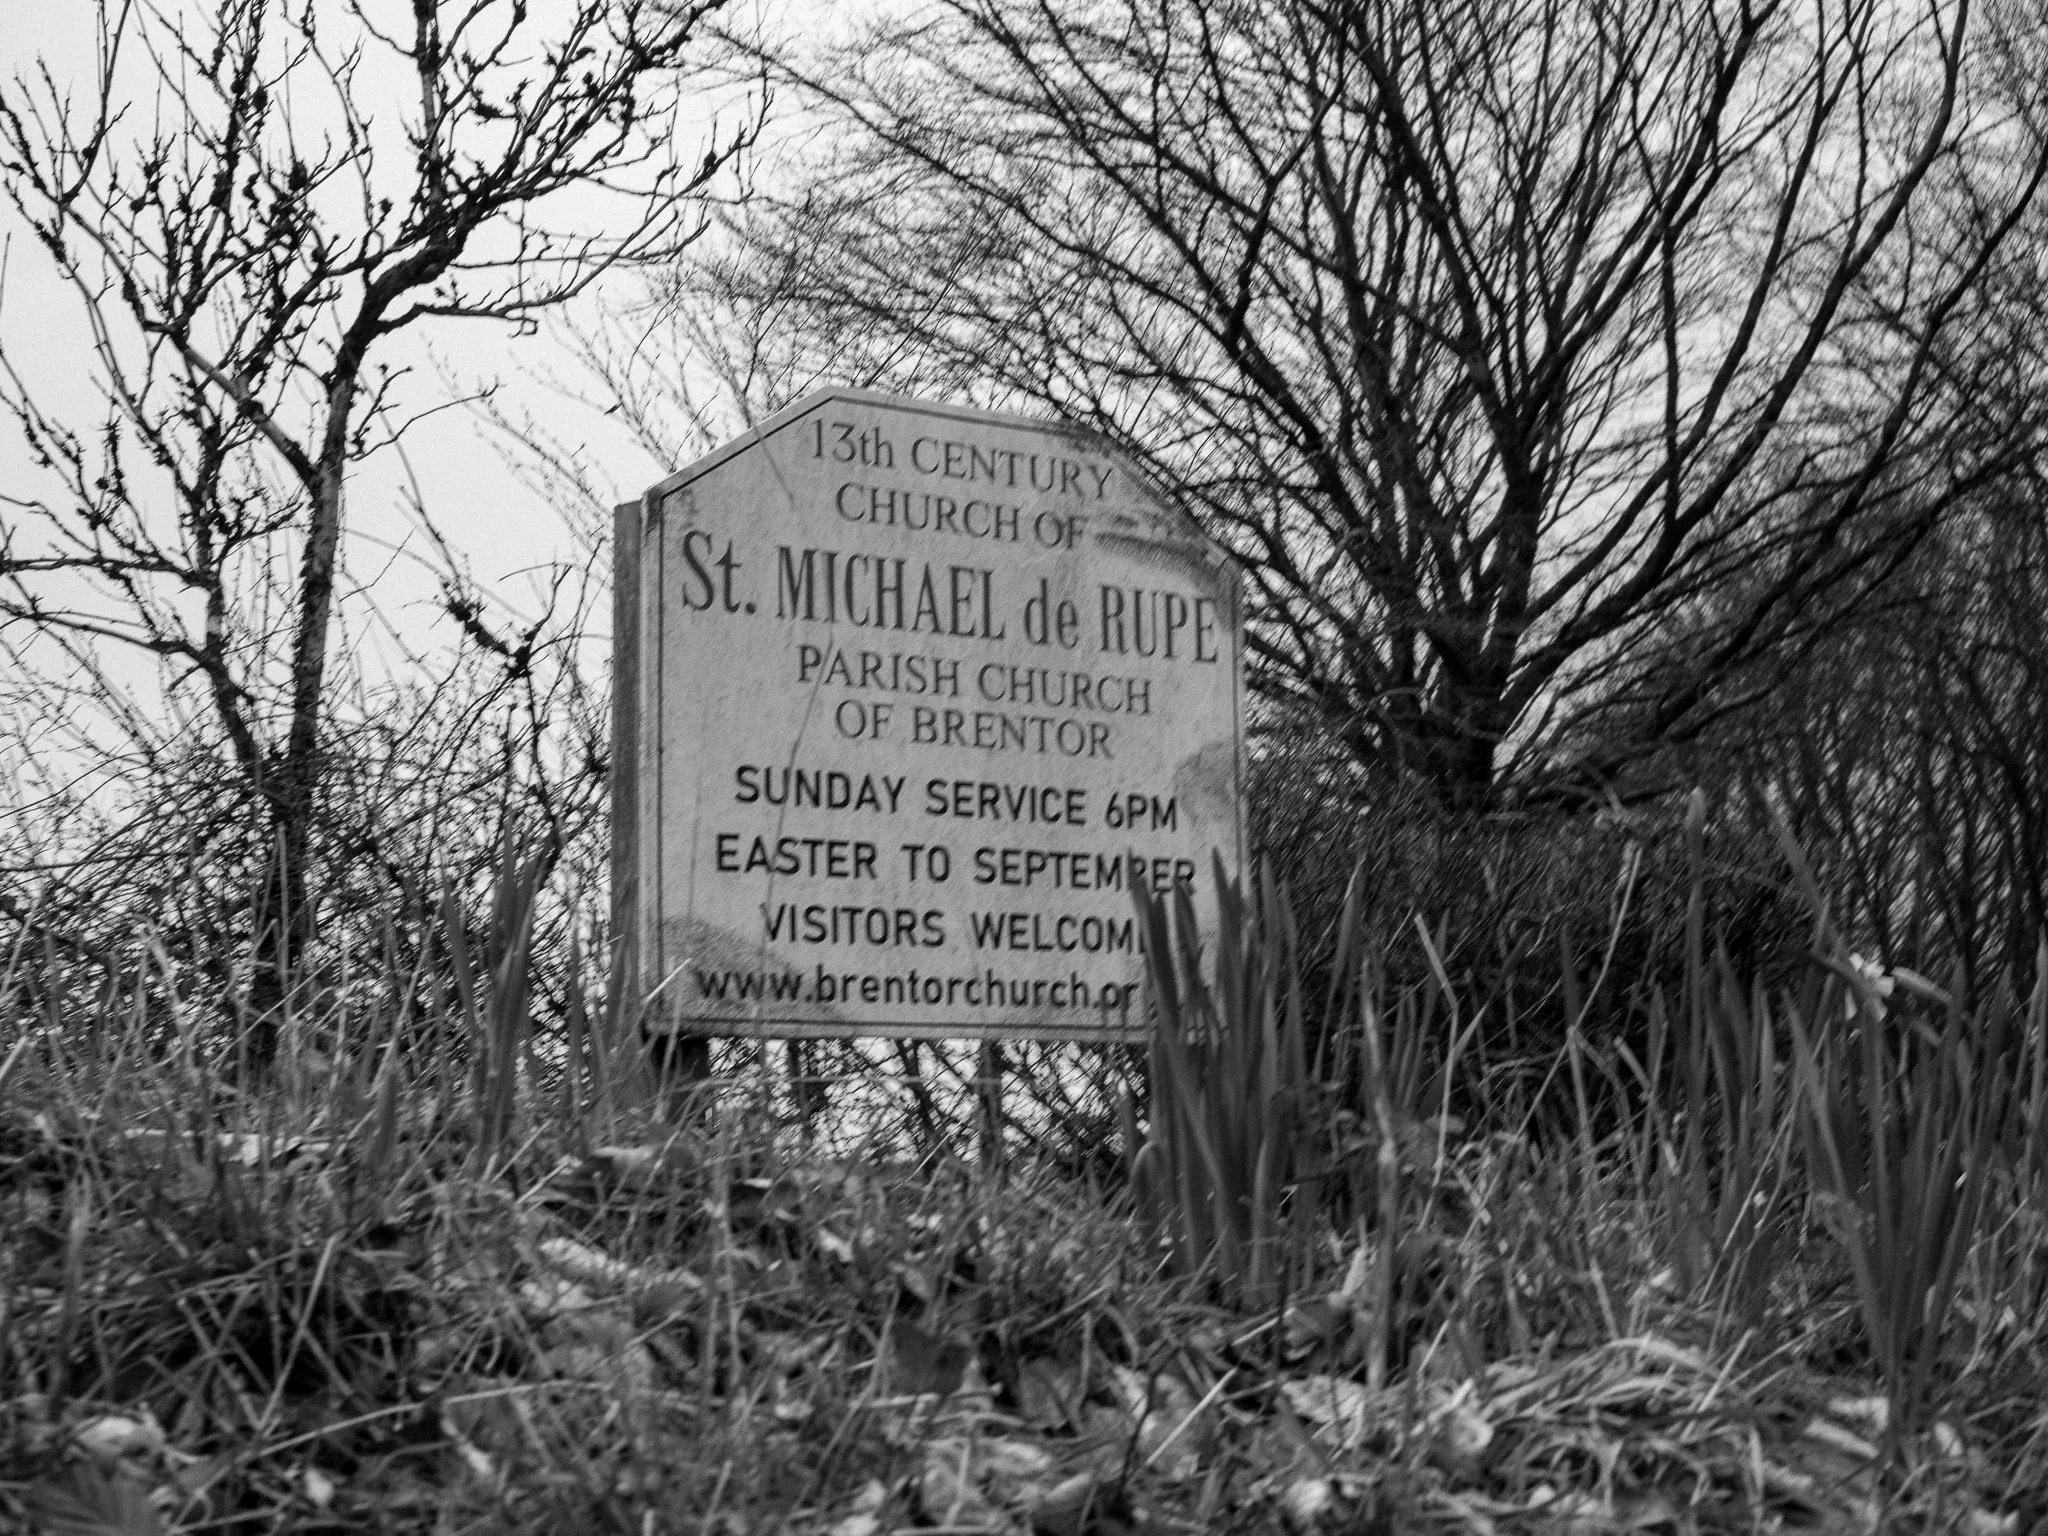 13th CENTURY
CHURCH OF
St. MICHAEL de RUPE
PARISH CHURCH
OF BRENTOR
SUNDAY SERVICE 6PM
EASTER TO SEPTEMBER
VISITORS WELCOME
www.brentorchurch.or